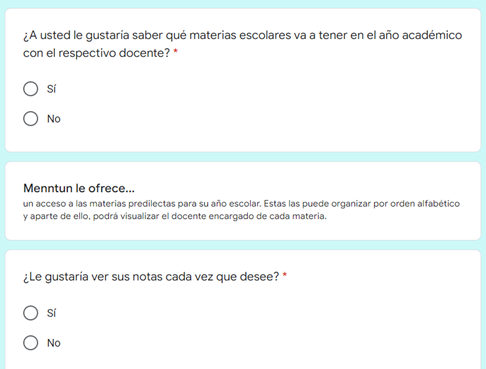 ¿A usted le gustaría saber qué materias escolares va a tener en el año académico
con el respectivo docente? *
Sí
No
Menntun le ofrece...
un acceso a las materias predilectas para su año escolar. Estas las puede organizar por orden alfabético
y aparte de ello, podrá visualizar el docente encargado de cada materia.
¿Le gustaría ver sus notas cada vez que desee? *
Sí
No